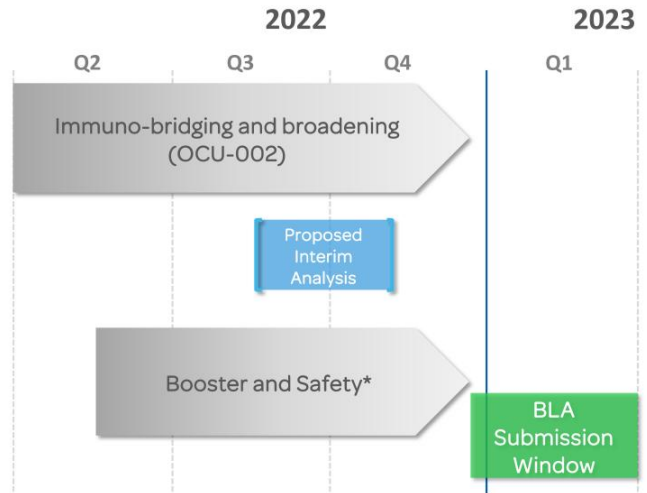 2022
2023
Q2
Q3
Q4
Q1
Immuno-bridging and broadening
(OCU-002)
Proposed
Interim
Analysis
Booster and Safety*
BLA
Submission
Window